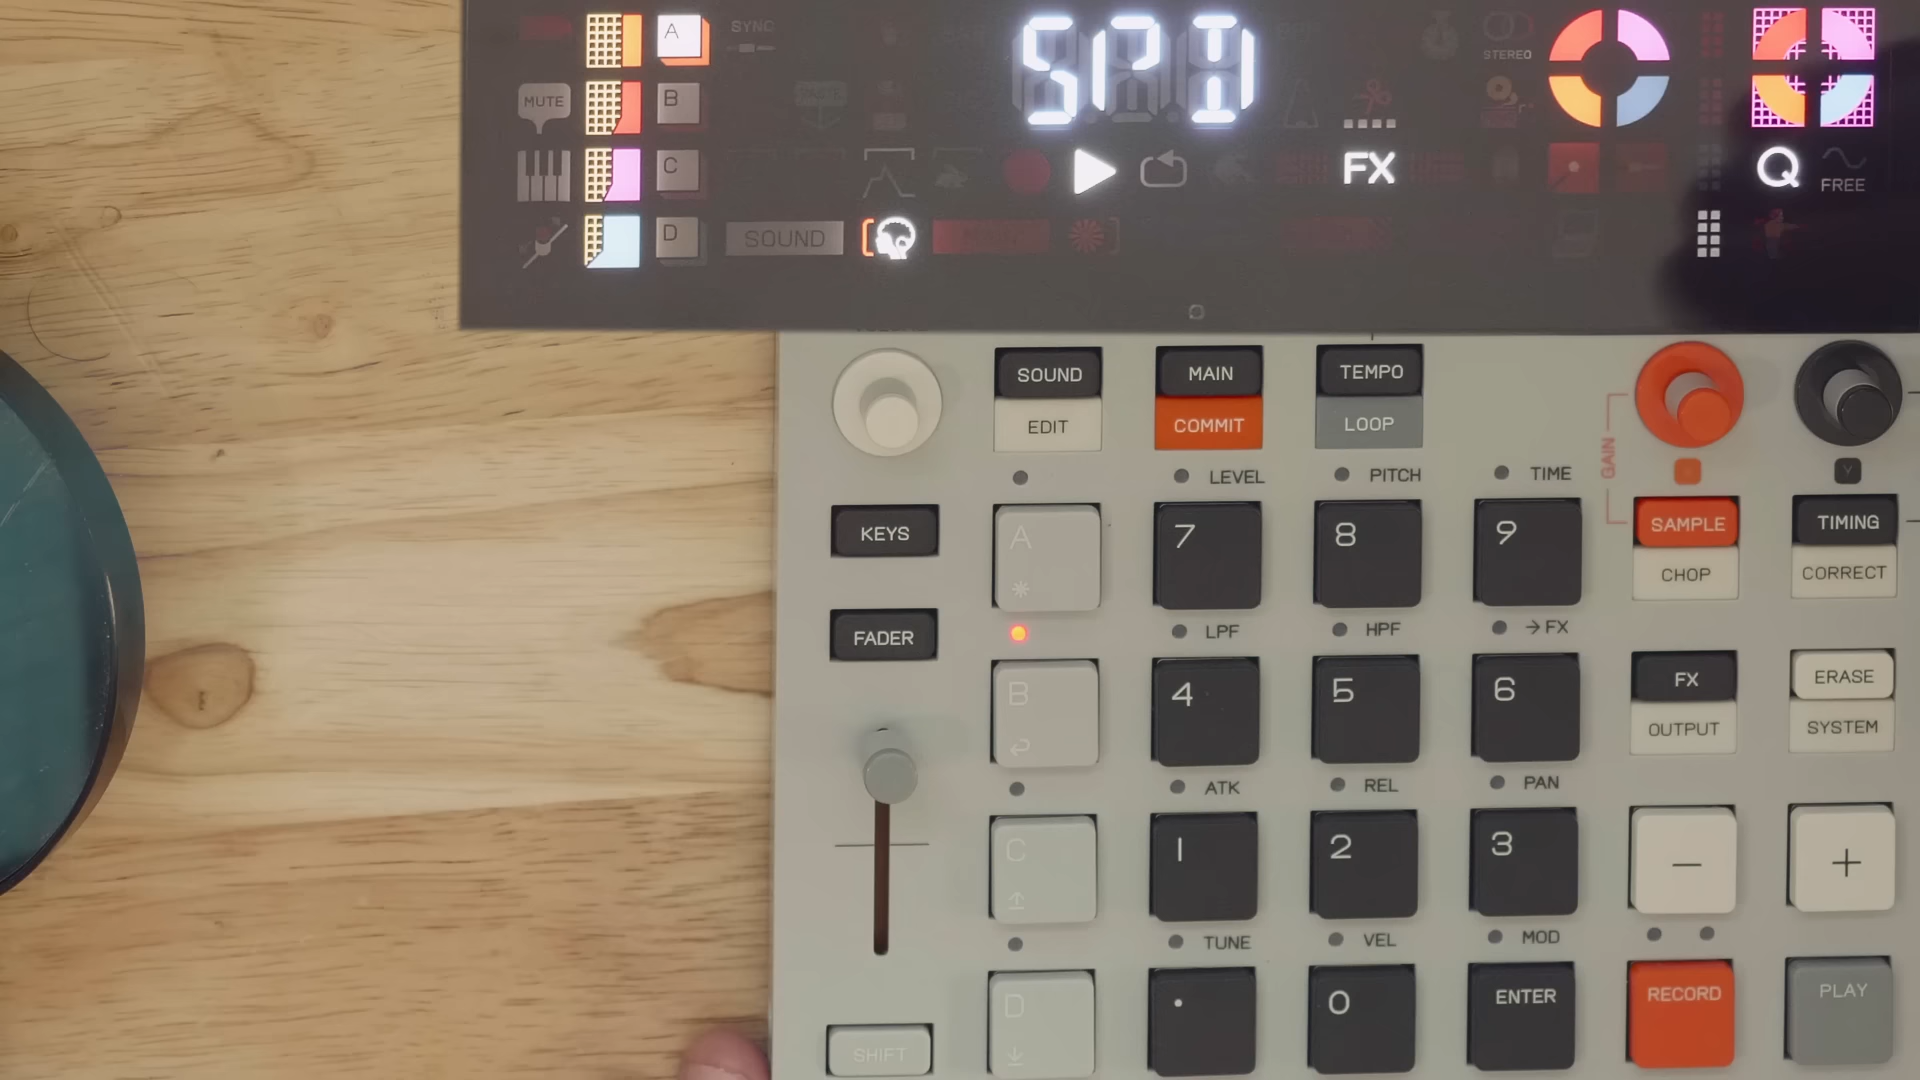 A SYNC SPD STEREO
MUTE B
C FX Q FREE
D SOUND
SOUND MAIN TEMPO
EDIT COMMIT LOOP
LEVEL PITCH TIME
GAIN
Y
KEYS A 7 8 9 SAMPLE TIMING
CHOP CORRECT
FADER LPF HPF →FX
B 4 5 6 FX ERASE
OUTPUT SYSTEM
ATK REL PAN
C 1 2 3 − +
TUNE VEL MOD
D . 0 ENTER RECORD PLAY
SHIFT